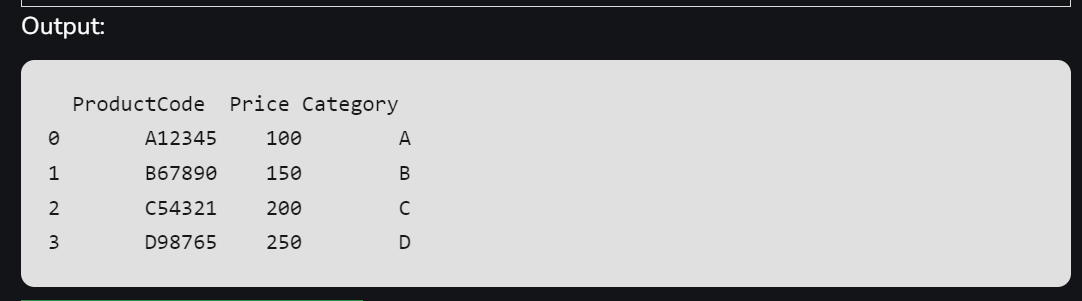 Output:
ProductCode Price Category
0 A12345 100 A
1 B67890 150 B
2 C54321 200 C
3 D98765 250 D